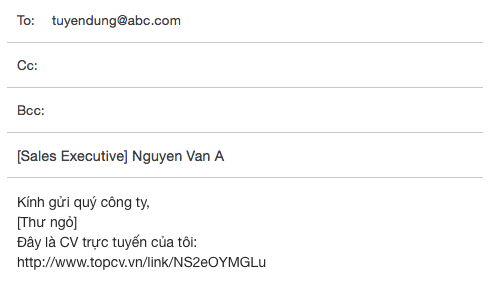 To: tuyendung@abc.com
Cc:
Bcc:
[Sales Executive] Nguyen Van A
Kính gửi quý công ty,
[Thư ngỏ]
Đây là CV trực tuyến của tôi:
http://www.topcv.vn/link/NS2eOYMGLu